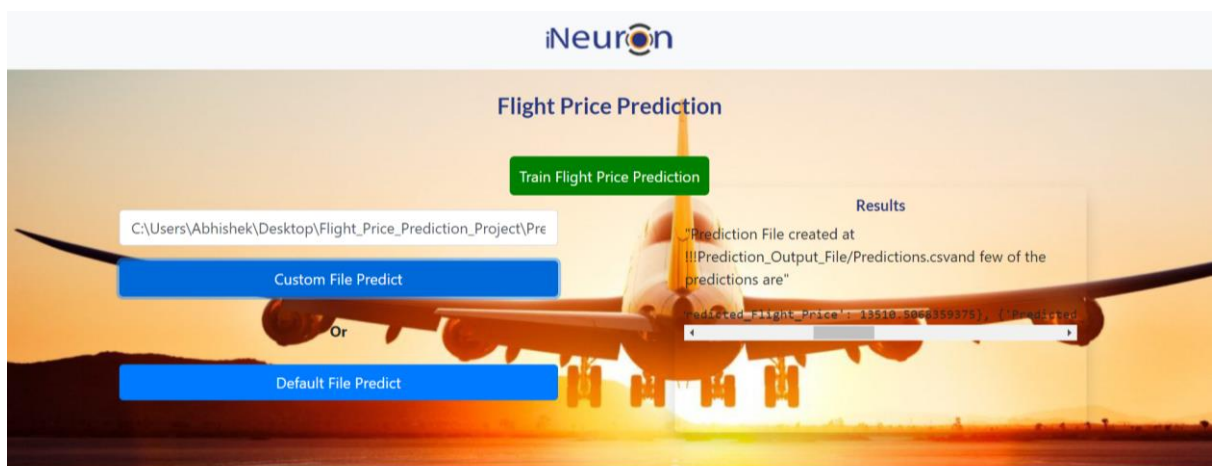 iNeuron
Flight Price Prediction
Train Flight Price Prediction
C:\Users\Abhishek\Desktop\Flight_Price_Prediction_Project\Pre
Custom File Predict
Or
Default File Predict
Results
"Prediction File created at
!!!Prediction_Output_File/Predictions.csvand few of the
predictions are"
redicted_Flight_Price': 13510.5068359375}, {'Predicted